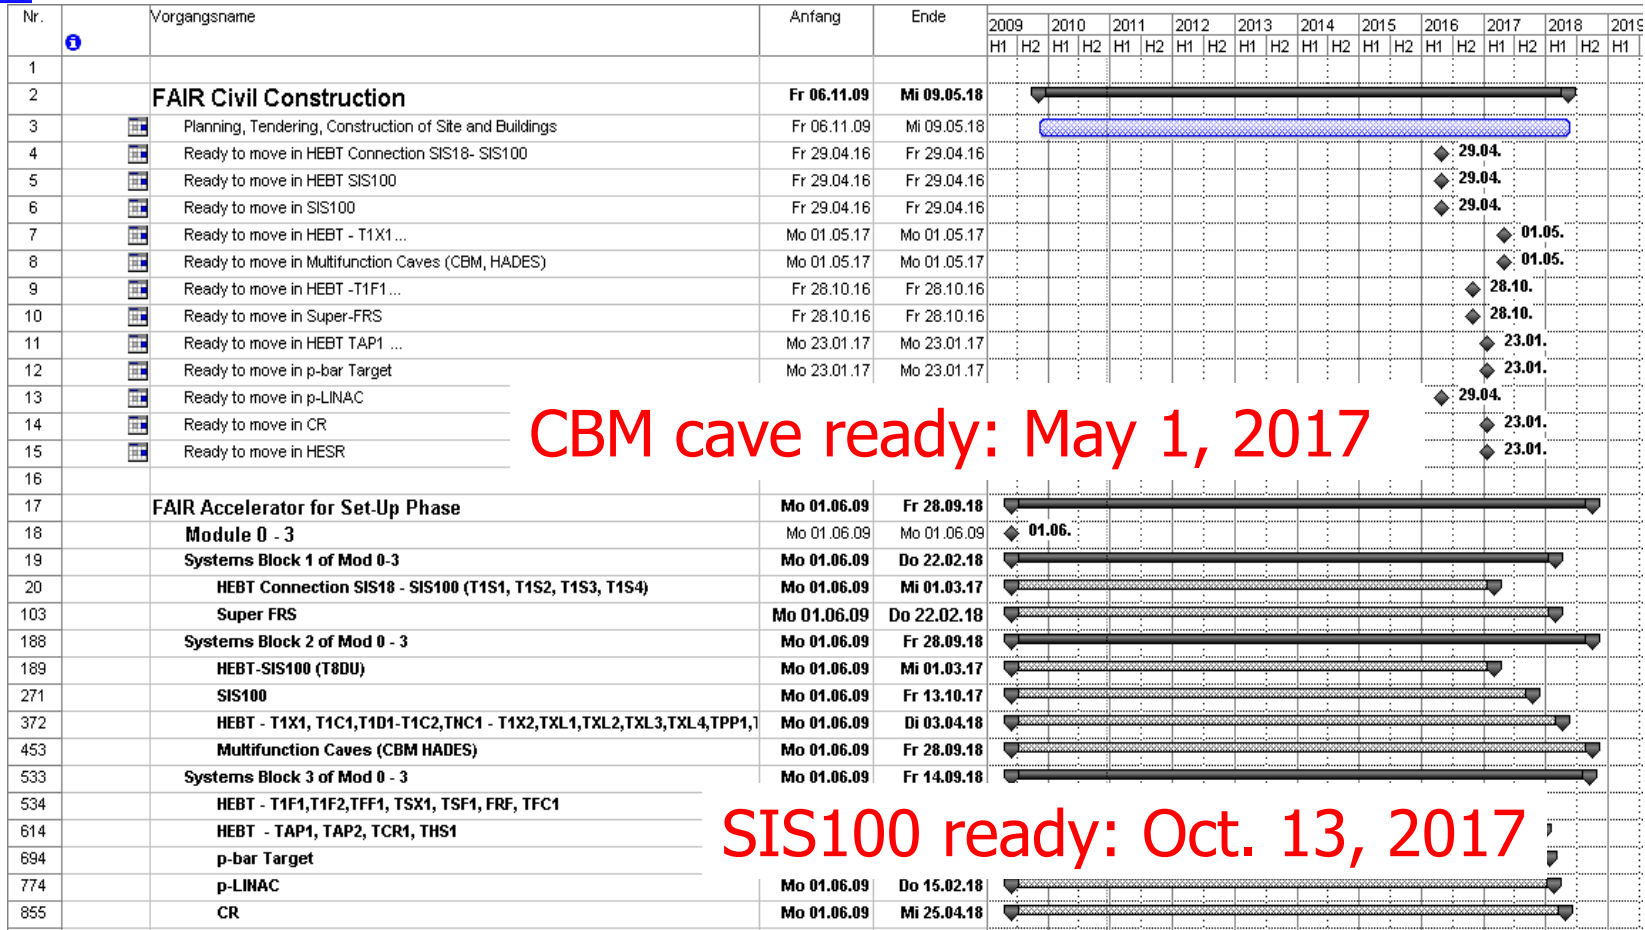 Nr. Vorgangsname Anfang Ende 2009 2010 2011 2012 2013 2014 2015 2016 2017 2018 2019
H1 H2 H1 H2 H1 H2 H1 H2 H1 H2 H1 H2 H1 H2 H1 H2 H1 H2 H1 H2 H1
1
2 FAIR Civil Construction Fr 06.11.09 Mi 09.05.18
3 Planning, Tendering, Construction of Site and Buildings Fr 06.11.09 Mi 09.05.18
4 Ready to move in HEBT Connection SIS18- SIS100 Fr 29.04.16 Fr 29.04.16 29.04.
5 Ready to move in HEBT SIS100 Fr 29.04.16 Fr 29.04.16 29.04.
6 Ready to move in SIS100 Fr 29.04.16 Fr 29.04.16 29.04.
7 Ready to move in HEBT - T1X1... Mo 01.05.17 Mo 01.05.17 01.05.
8 Ready to move in Multifunction Caves (CBM, HADES) Mo 01.05.17 Mo 01.05.17 01.05.
9 Ready to move in HEBT -T1F1... Fr 28.10.16 Fr 28.10.16 28.10.
10 Ready to move in Super-FRS Fr 28.10.16 Fr 28.10.16 28.10.
11 Ready to move in HEBT TAP1 ... Mo 23.01.17 Mo 23.01.17 23.01.
12 Ready to move in p-bar Target Mo 23.01.17 Mo 23.01.17 23.01.
13 Ready to move in p-LINAC 29.04.
14 Ready to move in CR 23.01.
15 Ready to move in HESR 23.01.
CBM cave ready: May 1, 2017
16
17 FAIR Accelerator for Set-Up Phase Mo 01.06.09 Fr 28.09.18
18 Module 0 - 3 Mo 01.06.09 Mo 01.06.09 01.06.
19 Systems Block 1 of Mod 0-3 Mo 01.06.09 Do 22.02.18
20 HEBT Connection SIS18 - SIS100 (T1S1, T1S2, T1S3, T1S4) Mo 01.06.09 Mi 01.03.17
103 Super FRS Mo 01.06.09 Do 22.02.18
188 Systems Block 2 of Mod 0 - 3 Mo 01.06.09 Fr 28.09.18
189 HEBT-SIS100 (T8DU) Mo 01.06.09 Mi 01.03.17
271 SIS100 Mo 01.06.09 Fr 13.10.17
372 HEBT - T1X1, T1C1,T1D1-T1C2,TNC1 - T1X2,TXL1,TXL2,TXL3,TXL4,TPP1,T Mo 01.06.09 Di 03.04.18
453 Multifunction Caves (CBM HADES) Mo 01.06.09 Fr 28.09.18
533 Systems Block 3 of Mod 0 - 3 Mo 01.06.09 Fr 14.09.18
534 HEBT - T1F1,T1F2,TFF1, TSX1, TSF1, FRF, TFC1
614 HEBT - TAP1, TAP2, TCR1, THS1
SIS100 ready: Oct. 13, 2017
694 p-bar Target
774 p-LINAC Mo 01.06.09 Do 15.02.18
855 CR Mo 01.06.09 Mi 25.04.18